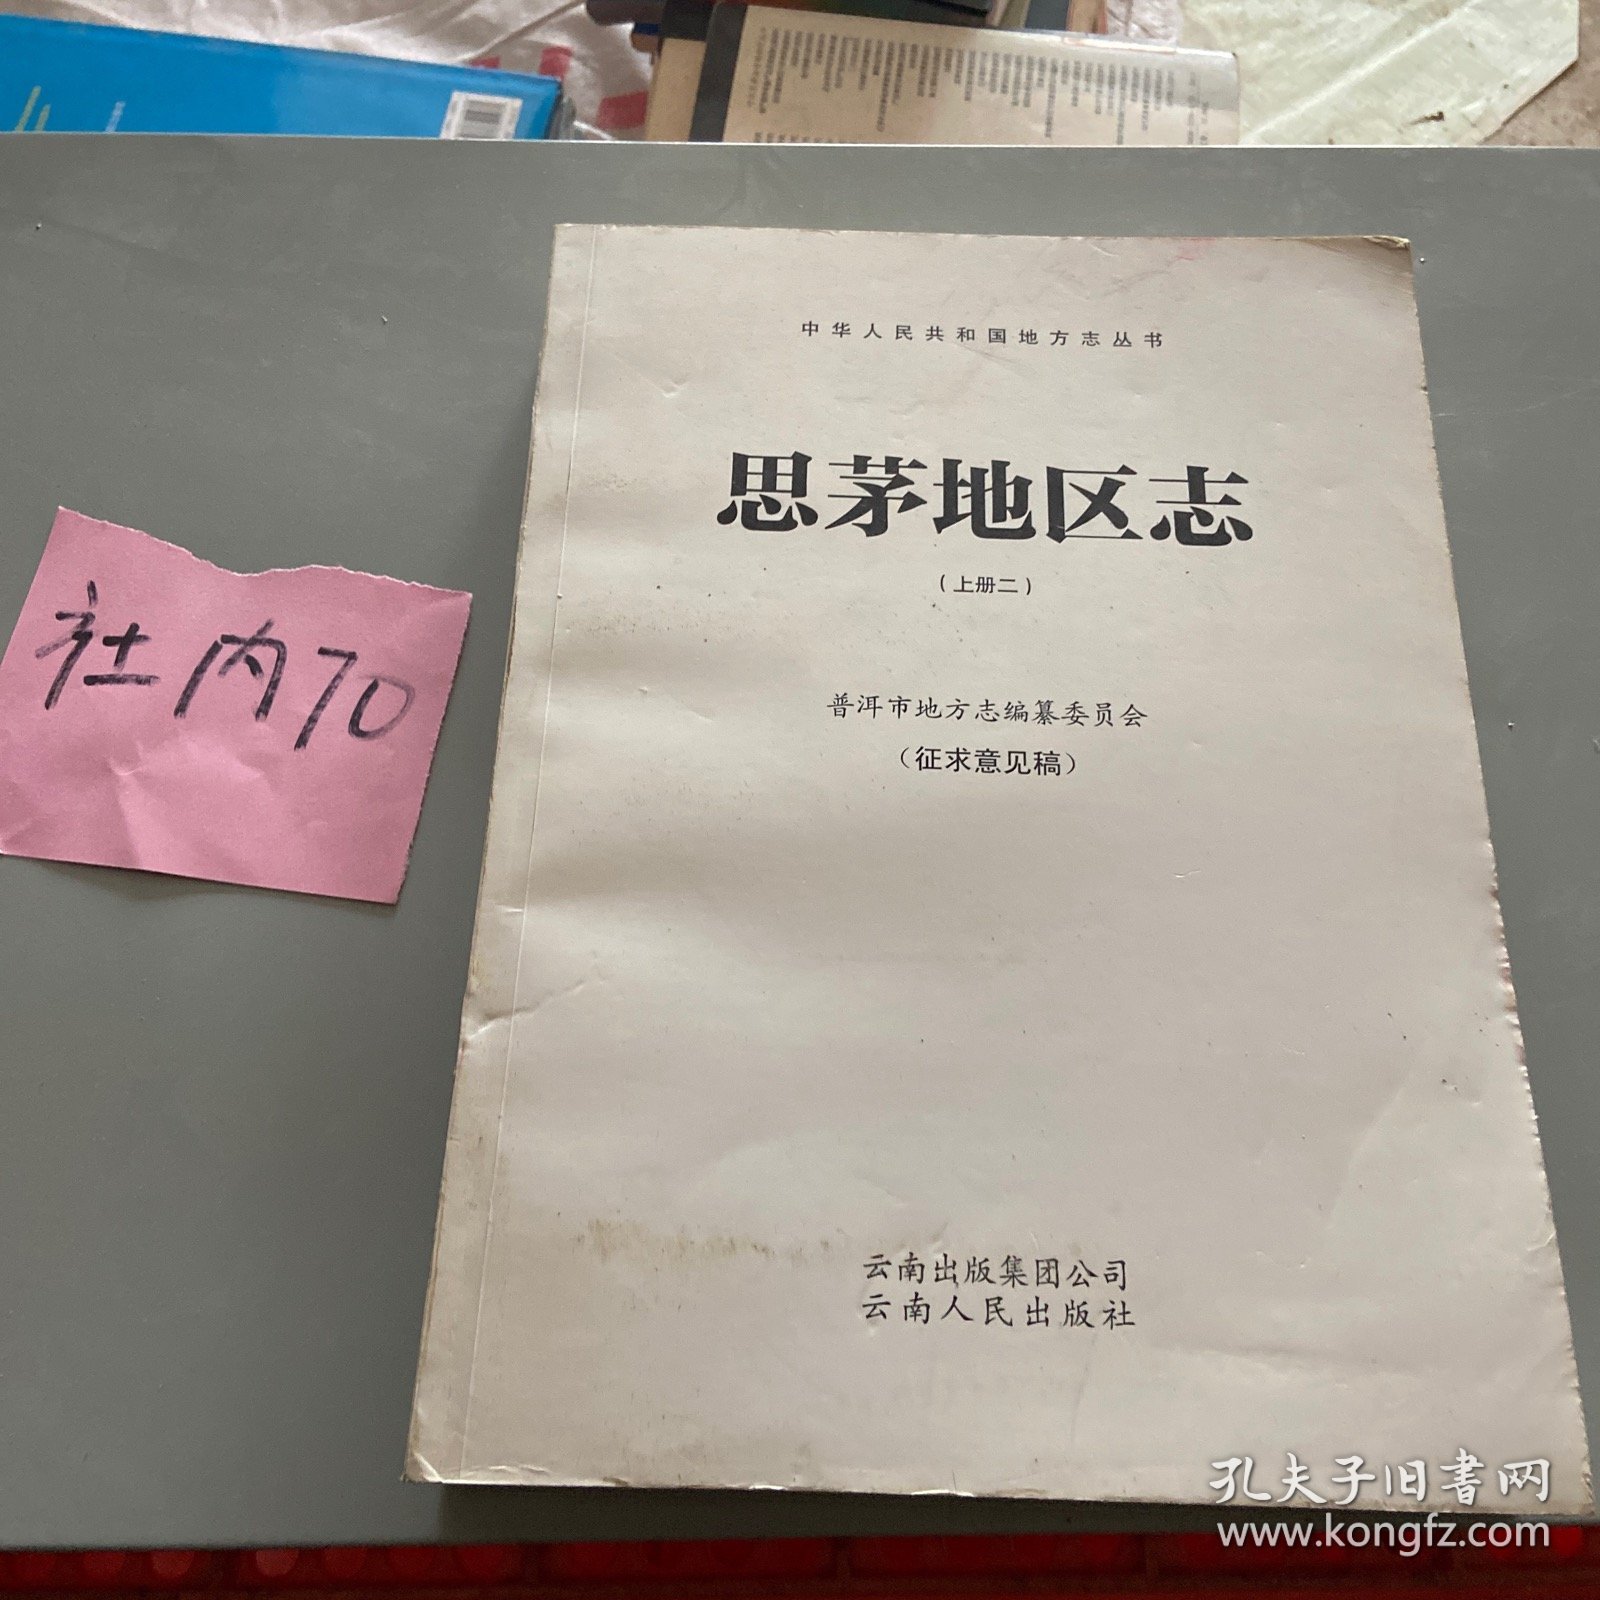 中华人民共和国地方志丛书
思茅地区志
（上册二）
普洱市地方志编纂委员会
（征求意见稿）
云南出版集团公司
云南人民出版社
社内70
孔夫子旧书网
www.kongfz.com